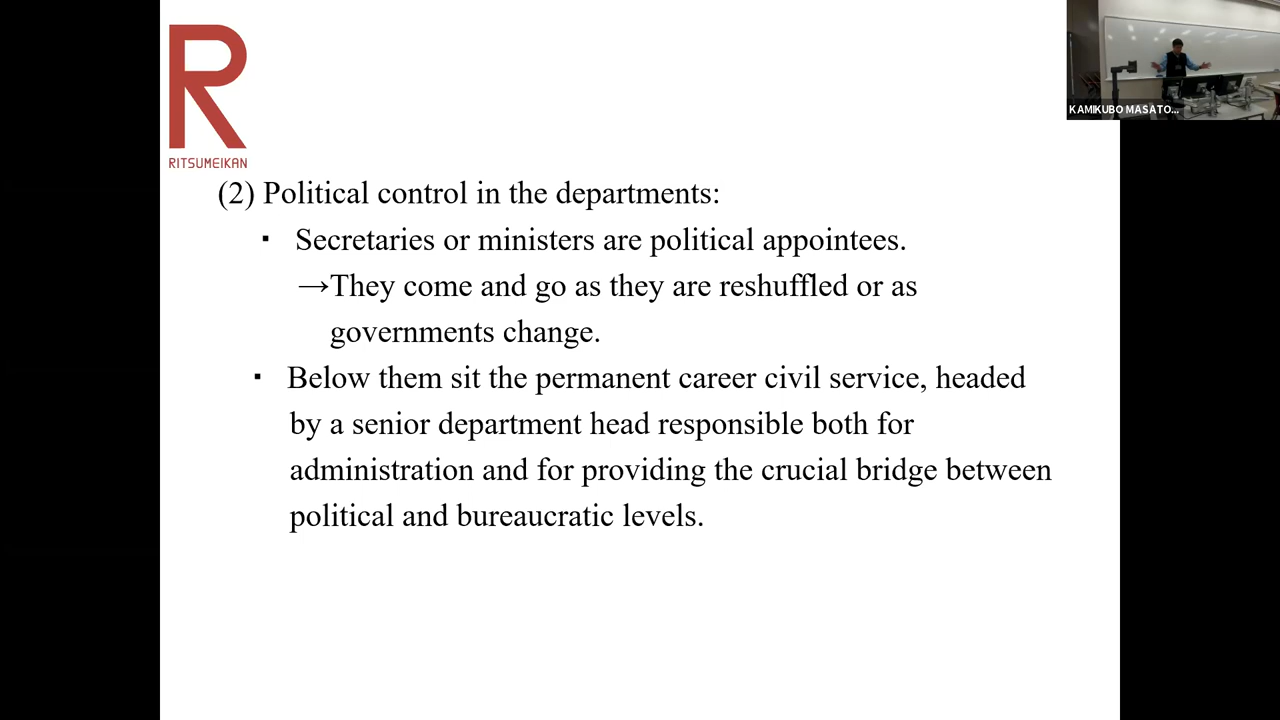 R
RITSUMEIKAN
KAMIKUBO MASATO...
(2) Political control in the departments:
▪ Secretaries or ministers are political appointees.
→They come and go as they are reshuffled or as
governments change.
▪ Below them sit the permanent career civil service, headed
by a senior department head responsible both for
administration and for providing the crucial bridge between
political and bureaucratic levels.